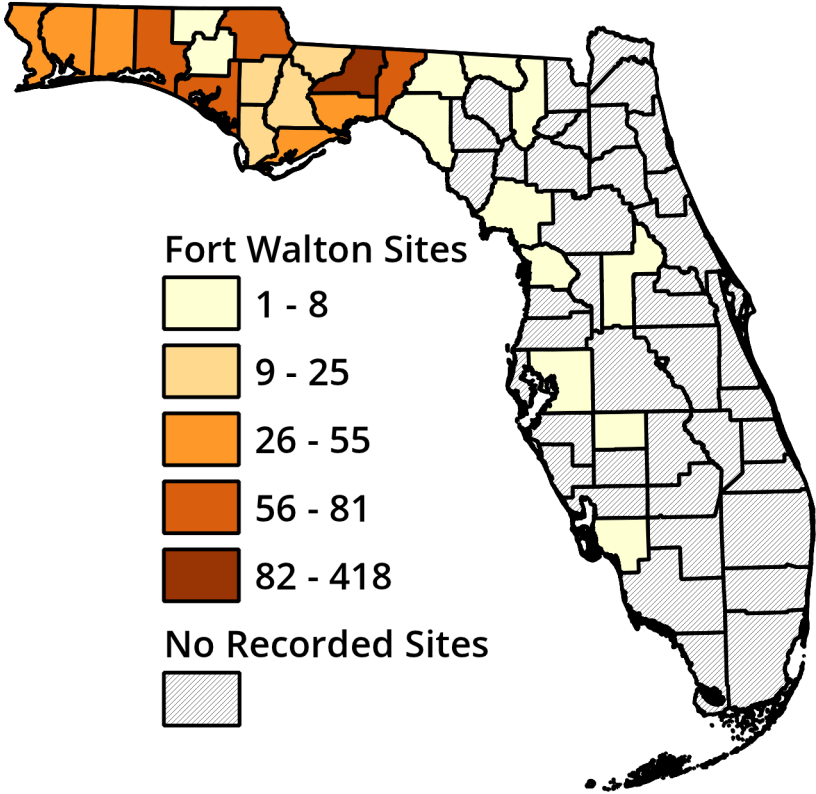 Fort Walton Sites
1 - 8
9 - 25
26 - 55
56 - 81
82 - 418
No Recorded Sites